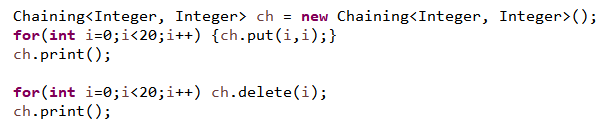 Chaining<Integer, Integer> ch = new Chaining<Integer, Integer>();
for(int i=0;i<20;i++) {ch.put(i,i);}
ch.print();
for(int i=0;i<20;i++) ch.delete(i);
ch.print();